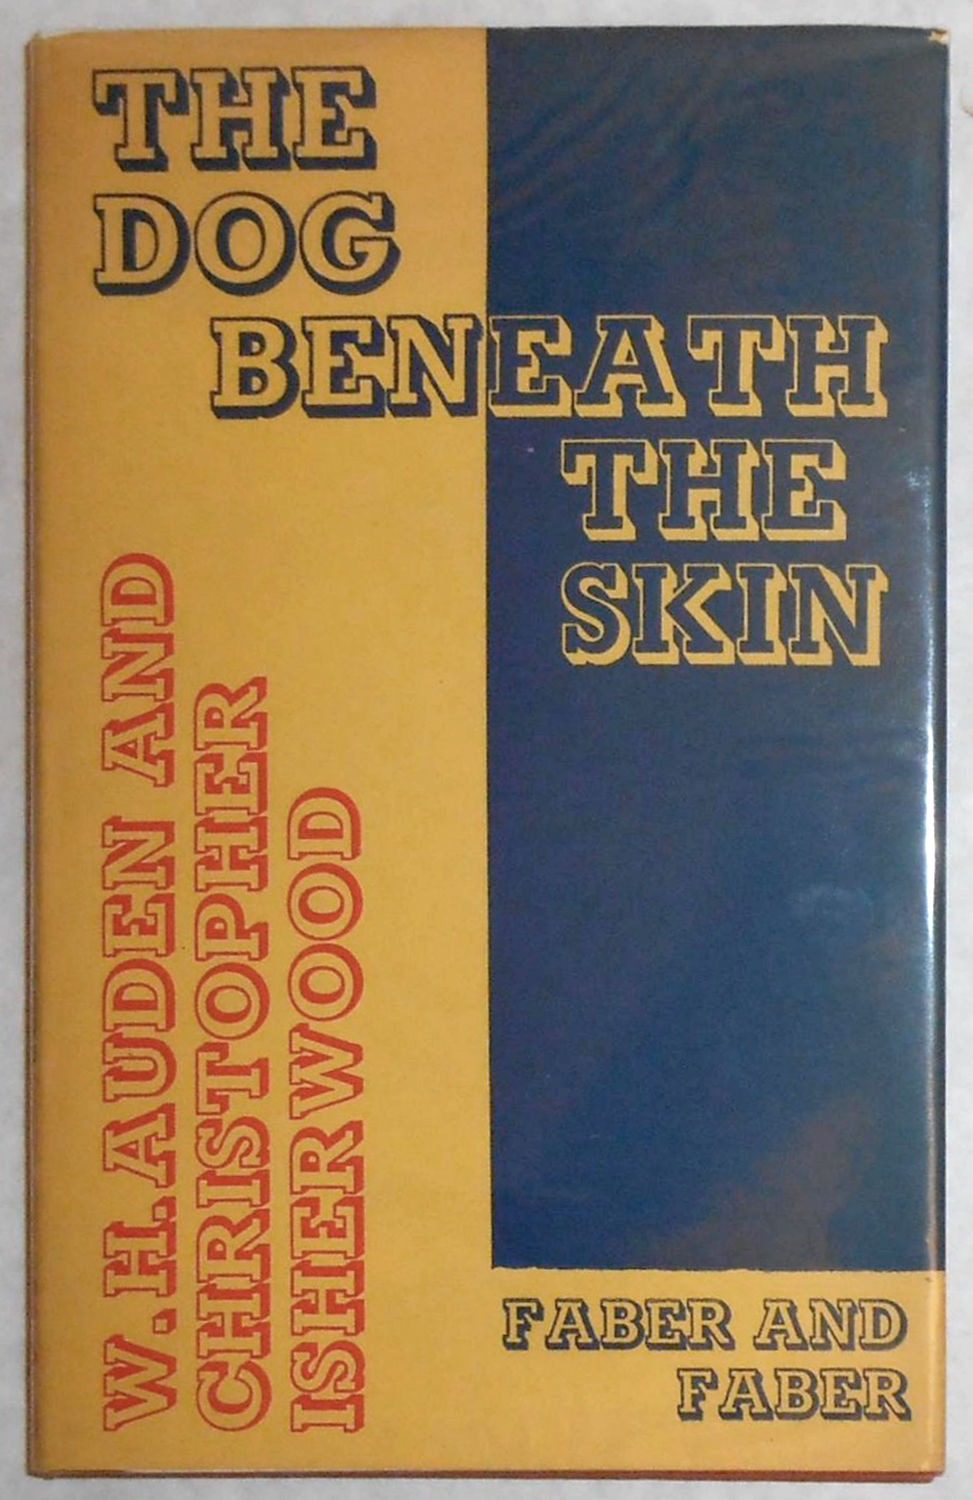 THE
DOG
BENEATH
THE
SKIN
W.H.AUDEN AND
CHRISTOPHER
ISHERWOOD
FABER AND
FABER